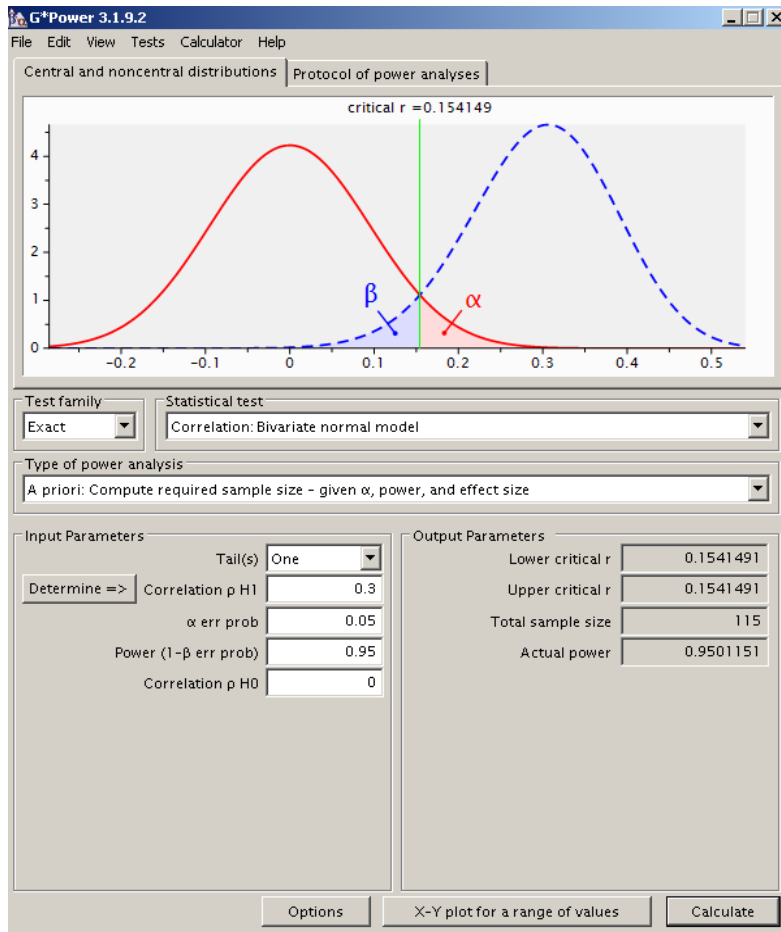 G*Power 3.1.9.2
File Edit View Tests Calculator Help
Central and noncentral distributions Protocol of power analyses
critical r =0.154149
4
3
2
1
0
β α
-0.2 -0.1 0 0.1 0.2 0.3 0.4 0.5
Test family Statistical test
Exact Correlation: Bivariate normal model
Type of power analysis
A priori: Compute required sample size – given α, power, and effect size
Input Parameters
Tail(s) One
Determine => Correlation ρ H1 0.3
α err prob 0.05
Power (1-β err prob) 0.95
Correlation ρ H0 0
Output Parameters
Lower critical r 0.1541491
Upper critical r 0.1541491
Total sample size 115
Actual power 0.9501151
Options X-Y plot for a range of values Calculate